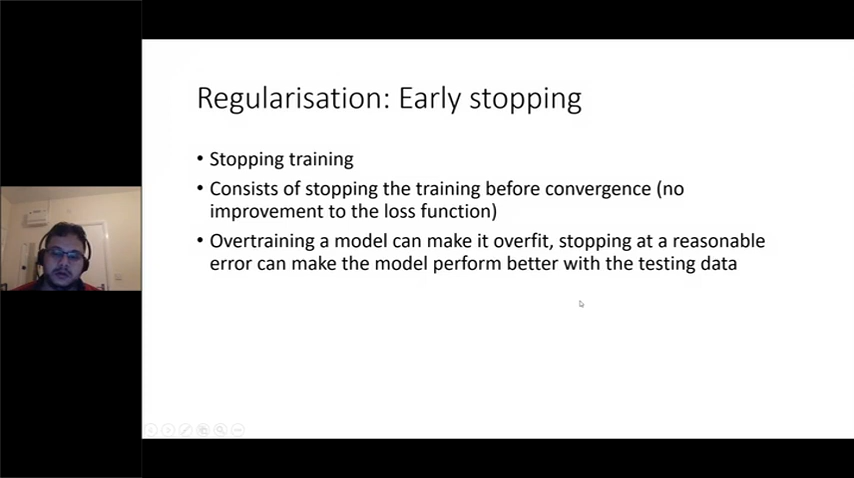 Regularisation: Early stopping
• Stopping training
• Consists of stopping the training before convergence (no
improvement to the loss function)
• Overtraining a model can make it overfit, stopping at a reasonable
error can make the model perform better with the testing data